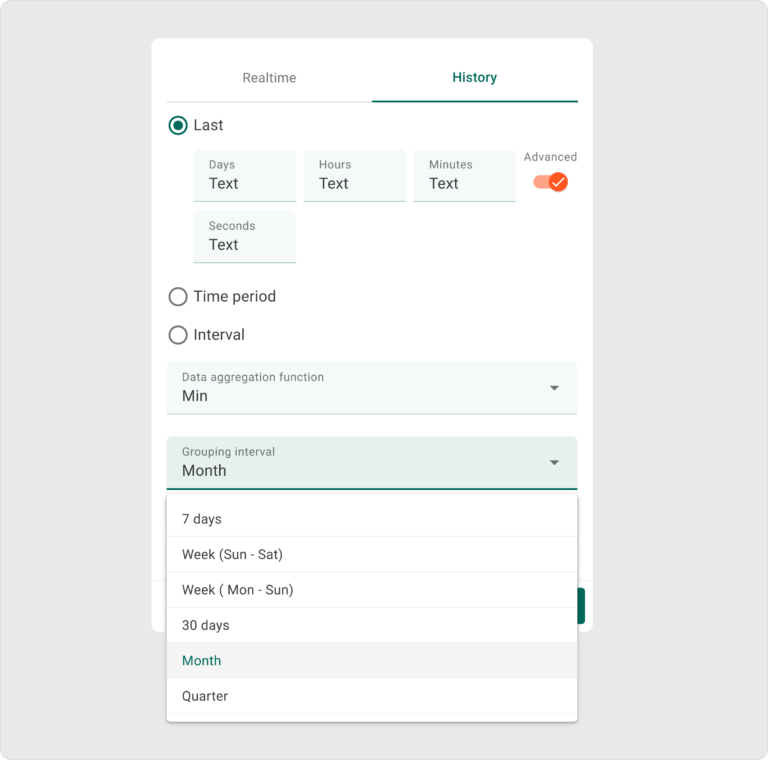 Realtime History
Last
Days Hours Minutes Advanced
Text Text Text
Seconds
Text
Time period
Interval
Data aggregation function
Min
Grouping interval
Month
7 days
Week (Sun - Sat)
Week ( Mon - Sun)
30 days
Month
Quarter